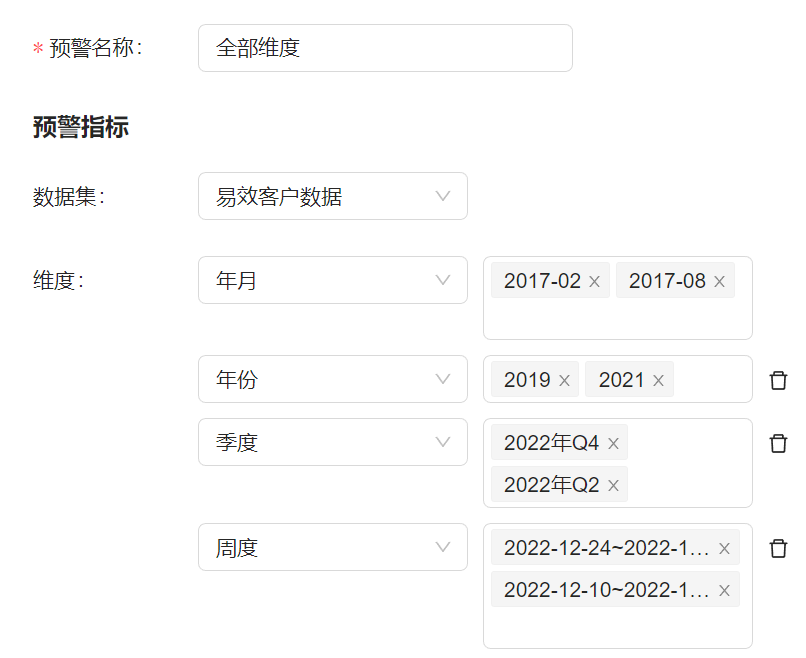 * 预警名称: 全部维度
预警指标
数据集: 易效客户数据
维度: 年月 2017-02 2017-08
年份 2019 2021
季度 2022年Q4
2022年Q2
周度 2022-12-24~2022-1...
2022-12-10~2022-1...